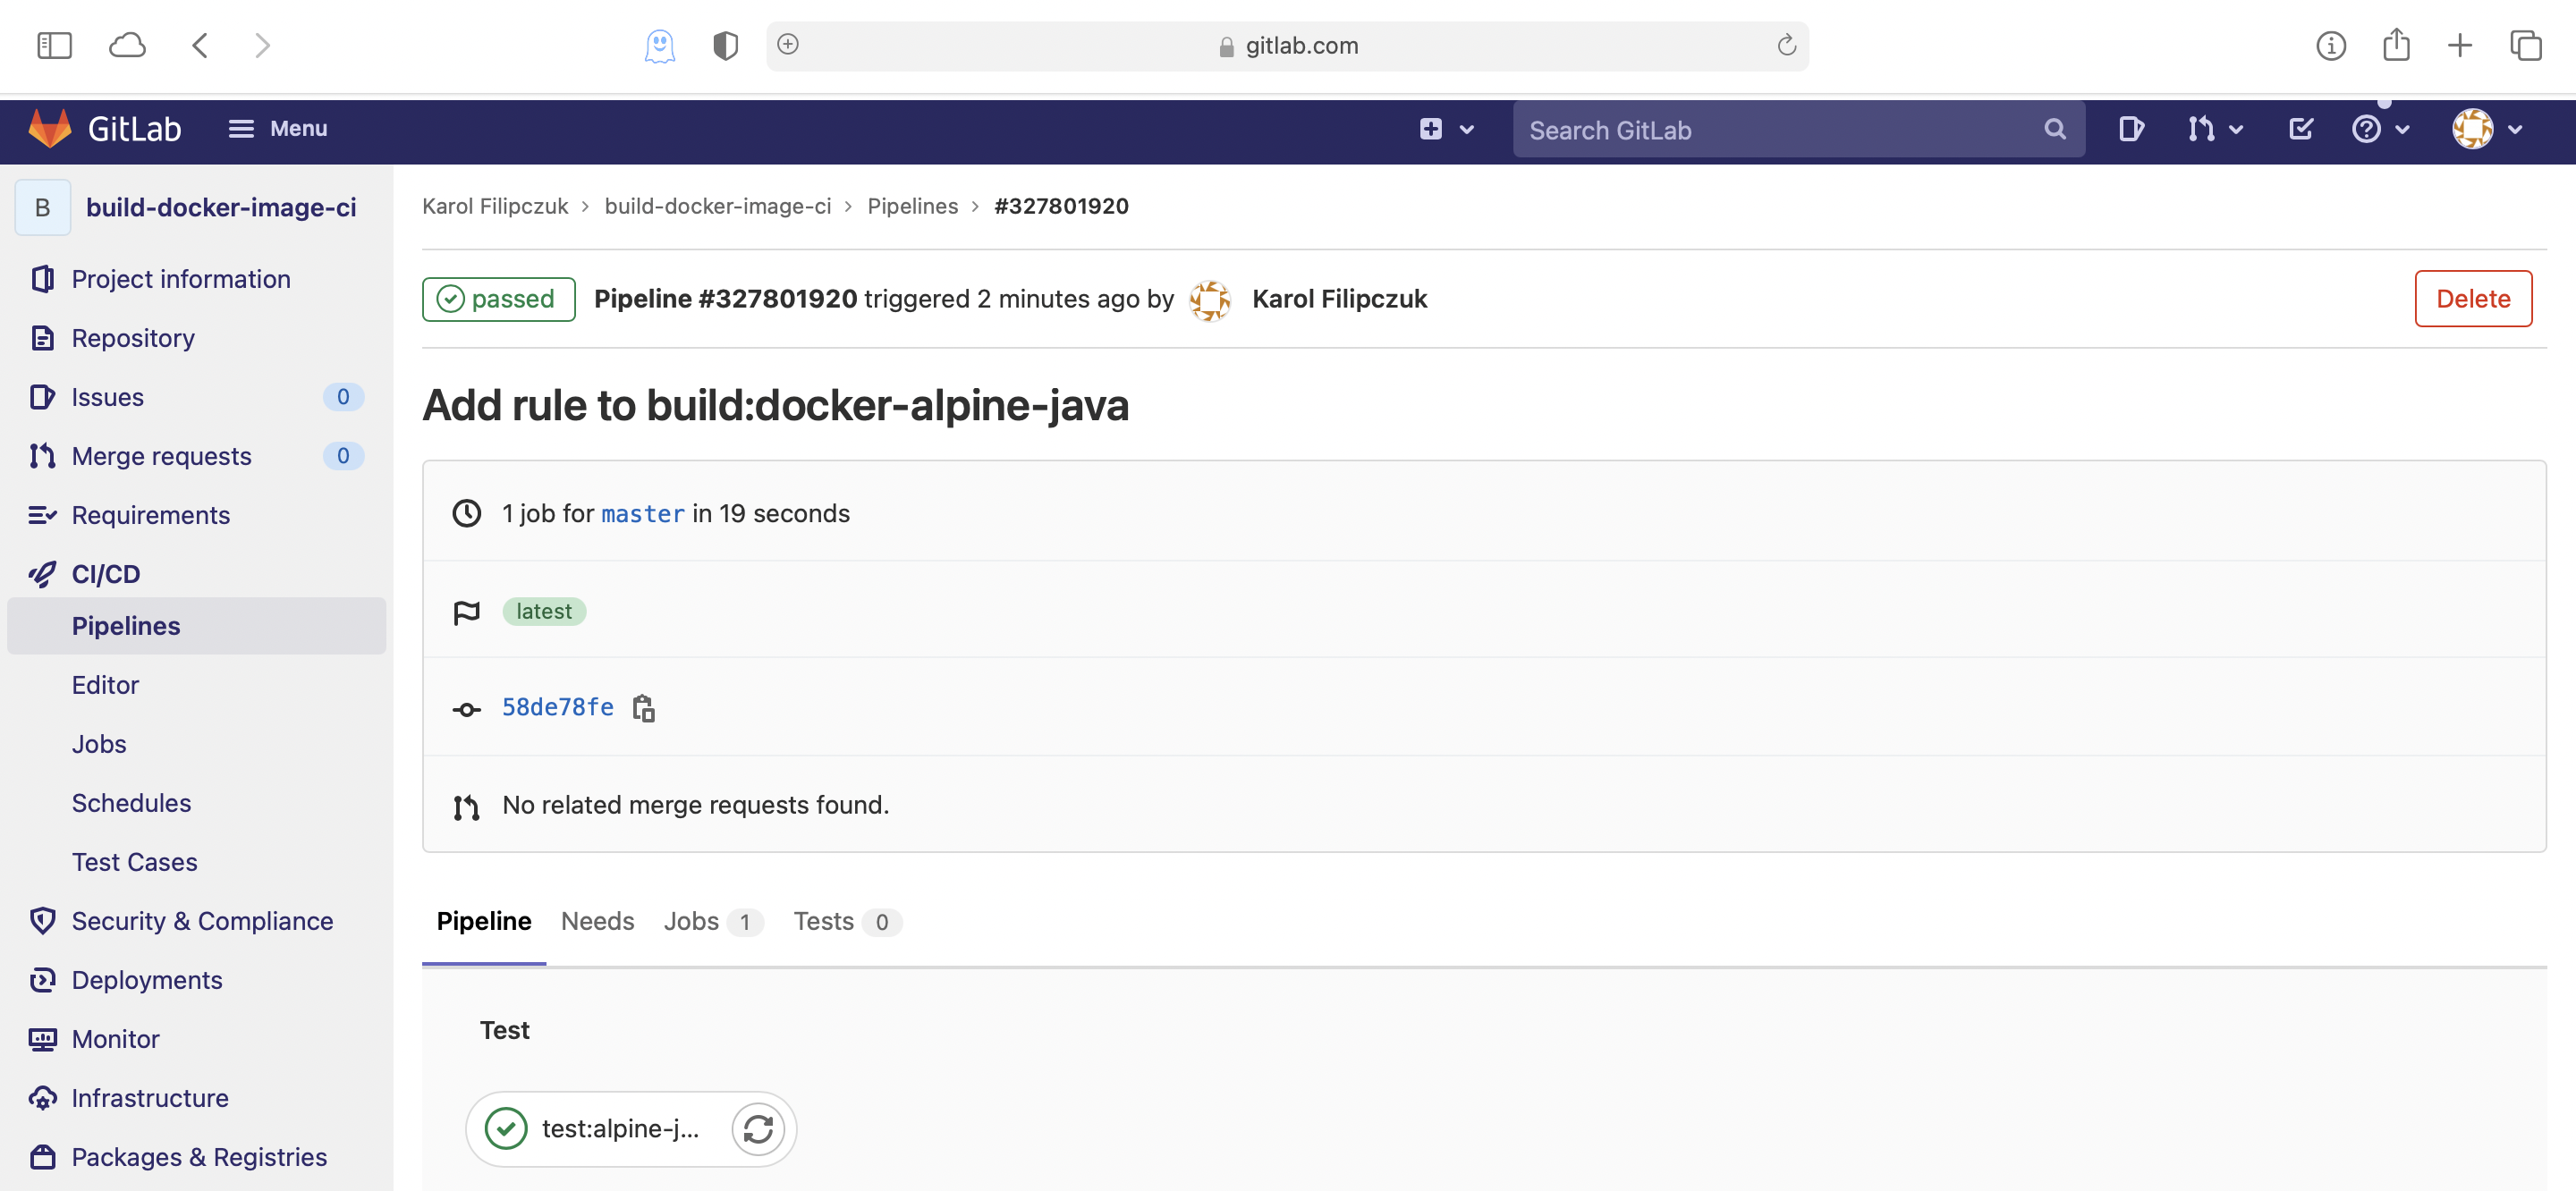 gitlab.com
GitLab
Menu
Search GitLab
B build-docker-image-ci
Project information
Repository
Issues 0
Merge requests 0
Requirements
CI/CD
Pipelines
Editor
Jobs
Schedules
Test Cases
Security & Compliance
Deployments
Monitor
Infrastructure
Packages & Registries
Karol Filipczuk > build-docker-image-ci > Pipelines > #327801920
passed Pipeline #327801920 triggered 2 minutes ago by Karol Filipczuk Delete
Add rule to build:docker-alpine-java
1 job for master in 19 seconds
latest
58de78fe
No related merge requests found.
Pipeline Needs Jobs 1 Tests 0
Test
test:alpine-j...